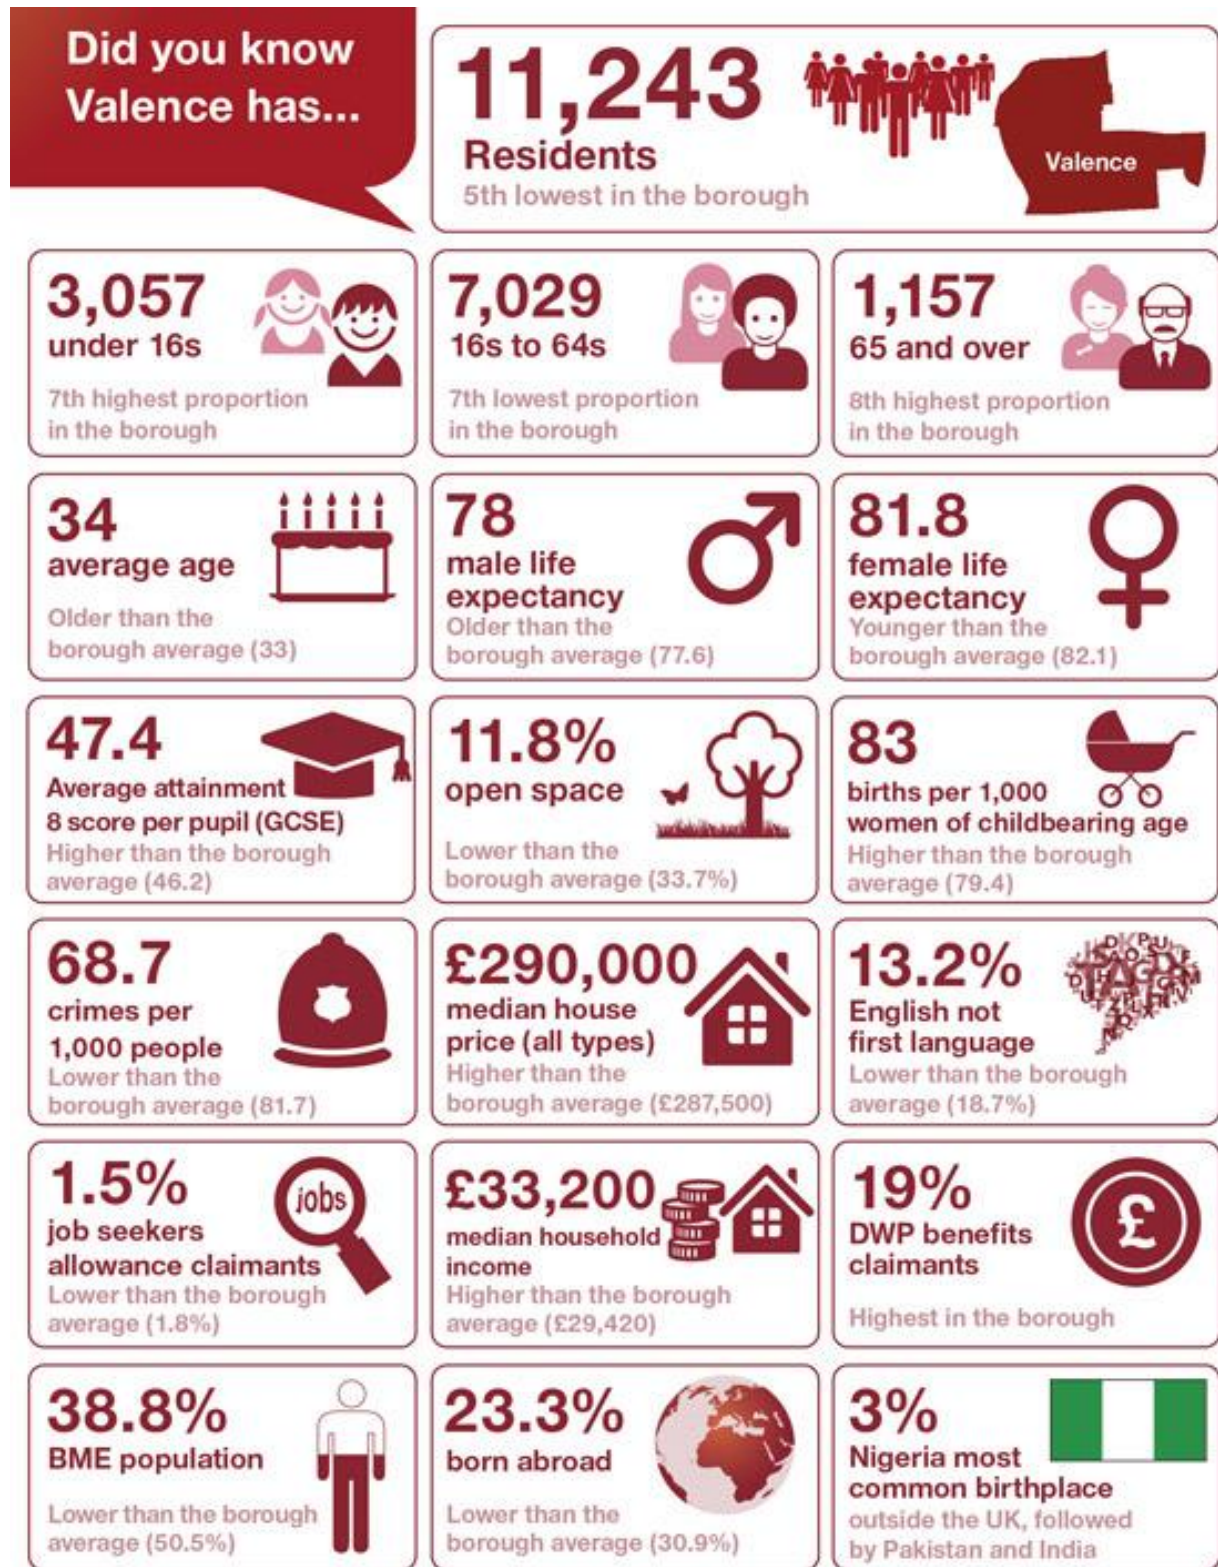 Did you know
Valence has...
11,243
Residents
5th lowest in the borough
Valence
3,057
under 16s
7th highest proportion
in the borough
7,029
16s to 64s
7th lowest proportion
in the borough
1,157
65 and over
8th highest proportion
in the borough
34
average age
Older than the
borough average (33)
78
male life
expectancy
Older than the
borough average (77.6)
81.8
female life
expectancy
Younger than the
borough average (82.1)
47.4
Average attainment
8 score per pupil (GCSE)
Higher than the borough
average (46.2)
11.8%
open space
Lower than the
borough average (33.7%)
83
births per 1,000
women of childbearing age
Higher than the borough
average (79.4)
68.7
crimes per
1,000 people
Lower than the
borough average (81.7)
£290,000
median house
price (all types)
Higher than the
borough average (£287,500)
13.2%
English not
first language
Lower than the borough
average (18.7%)
1.5%
job seekers
allowance claimants
Lower than the borough
average (1.8%)
jobs
£33,200
median household
income
Higher than the borough
average (£29,420)
19%
DWP benefits
claimants
Highest in the borough
£
38.8%
BME population
Lower than the borough
average (50.5%)
23.3%
born abroad
Lower than the
borough average (30.9%)
3%
Nigeria most
common birthplace
outside the UK, followed
by Pakistan and India